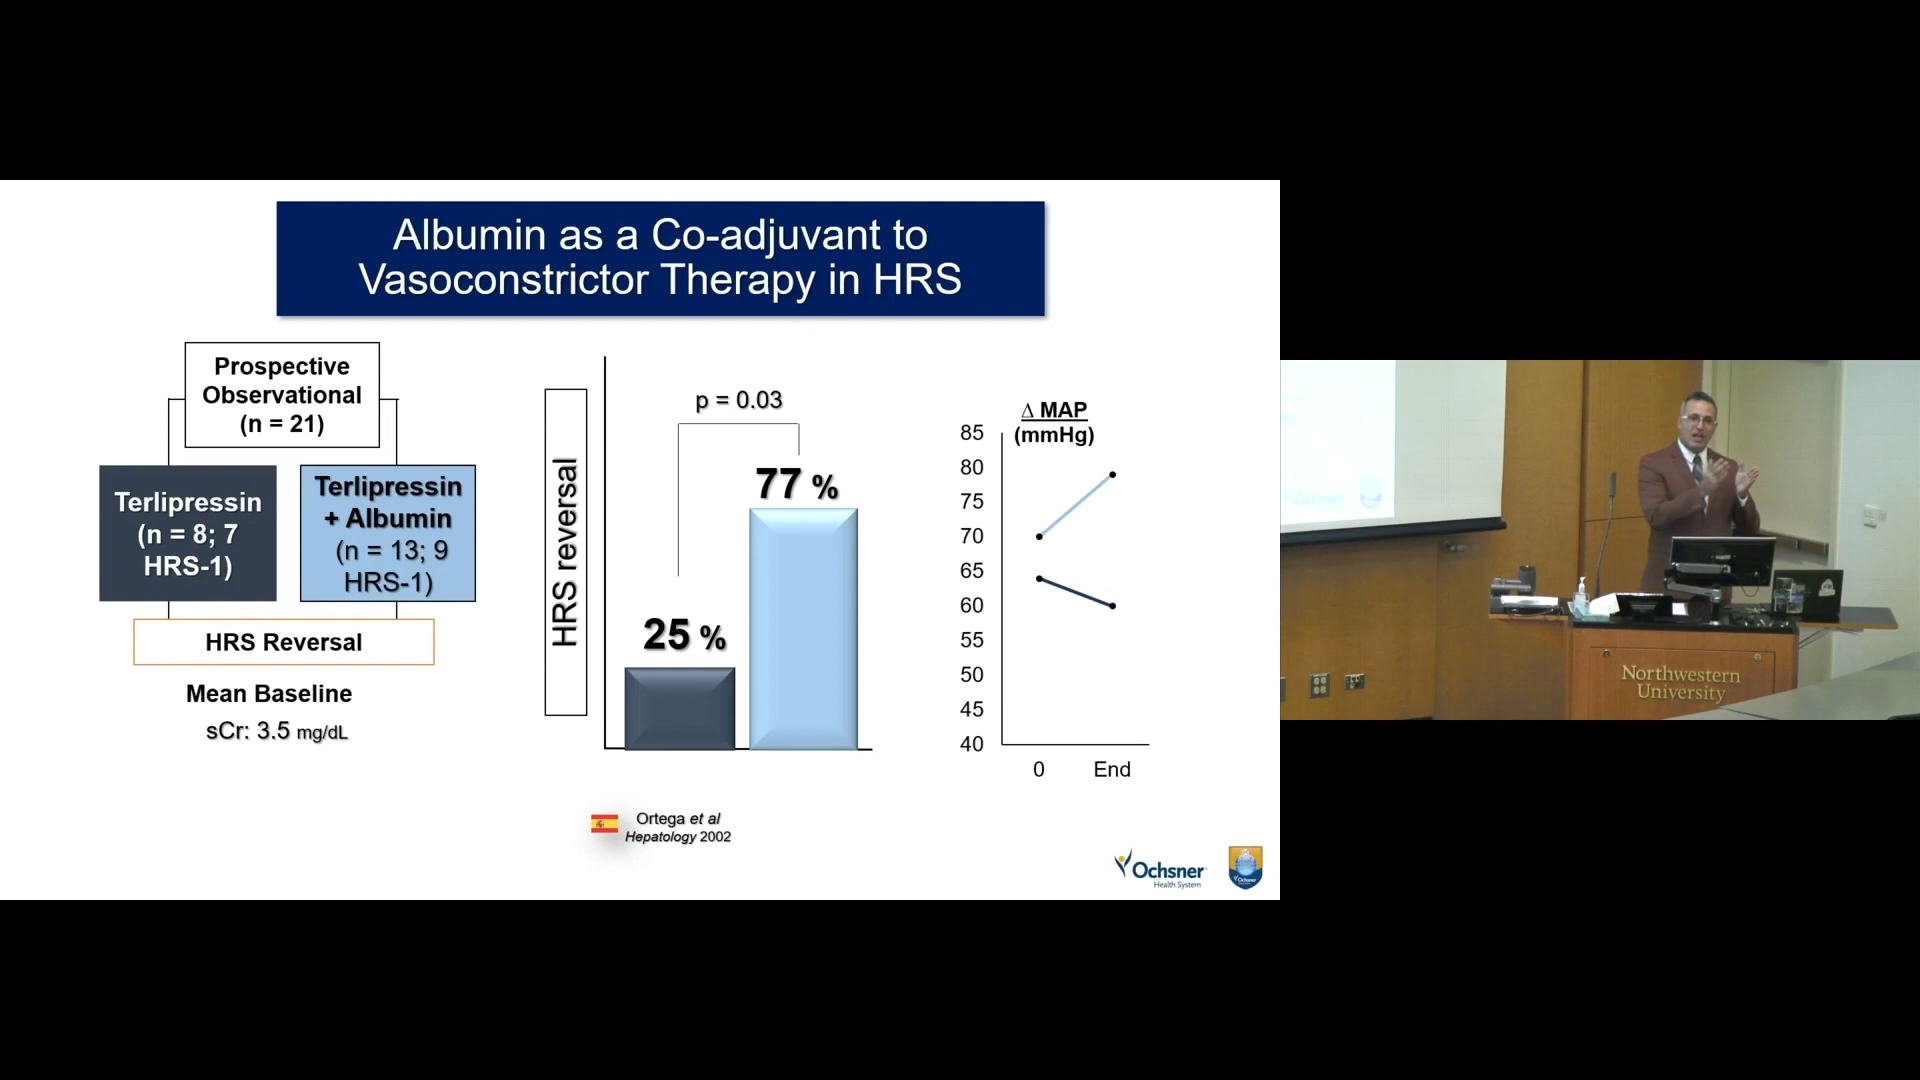 Albumin as a Co-adjuvant to
Vasoconstrictor Therapy in HRS
Prospective
Observational
(n = 21)
Terlipressin
(n = 8; 7
HRS-1)
Terlipressin
+ Albumin
(n = 13; 9
HRS-1)
HRS Reversal
Mean Baseline
sCr: 3.5 mg/dL
HRS reversal
p = 0.03
25 %
77 %
Δ MAP
(mmHg)
85
80
75
70
65
60
55
50
45
40
0 End
Ortega et al
Hepatology 2002
Ochsner
Health System
Ochsner
Northwestern
University